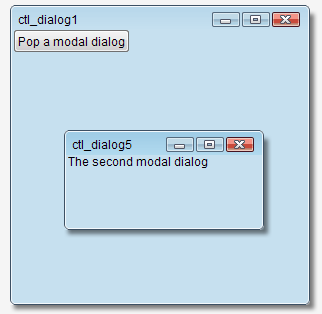 ctl_dialog1
Pop a modal dialog
ctl_dialog5
The second modal dialog